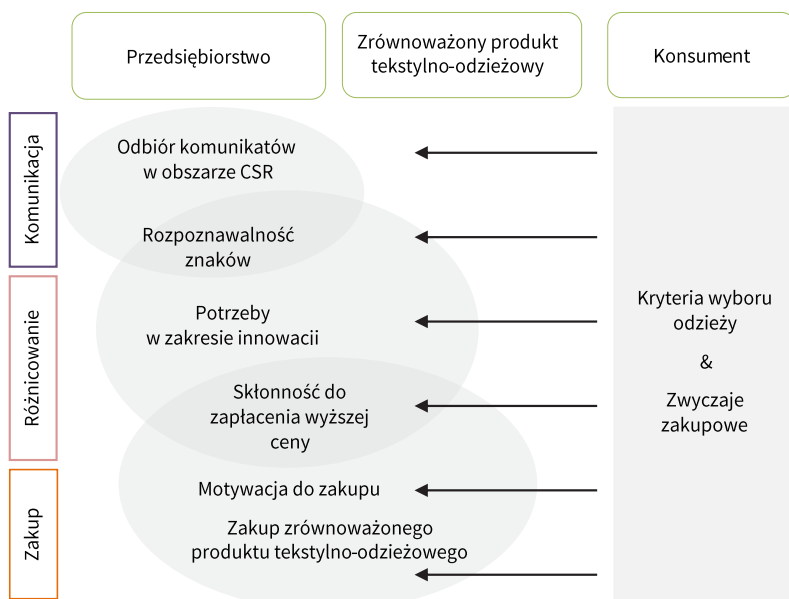 Przedsiębiorstwo
Zrównoważony produkt
tekstylno-odzieżowy
Konsument
Komunikacja
Odbiór komunikatów
w obszarze CSR
Rozpoznawalność
znaków
Różnicowanie
Potrzeby
w zakresie innowacii
Skłonność do
zapłacenia wyższej
ceny
Zakup
Motywacja do zakupu
Zakup zrównoważonego
produktu tekstylno-odzieżowego
Kryteria wyboru
odzieży
&
Zwyczaje
zakupowe